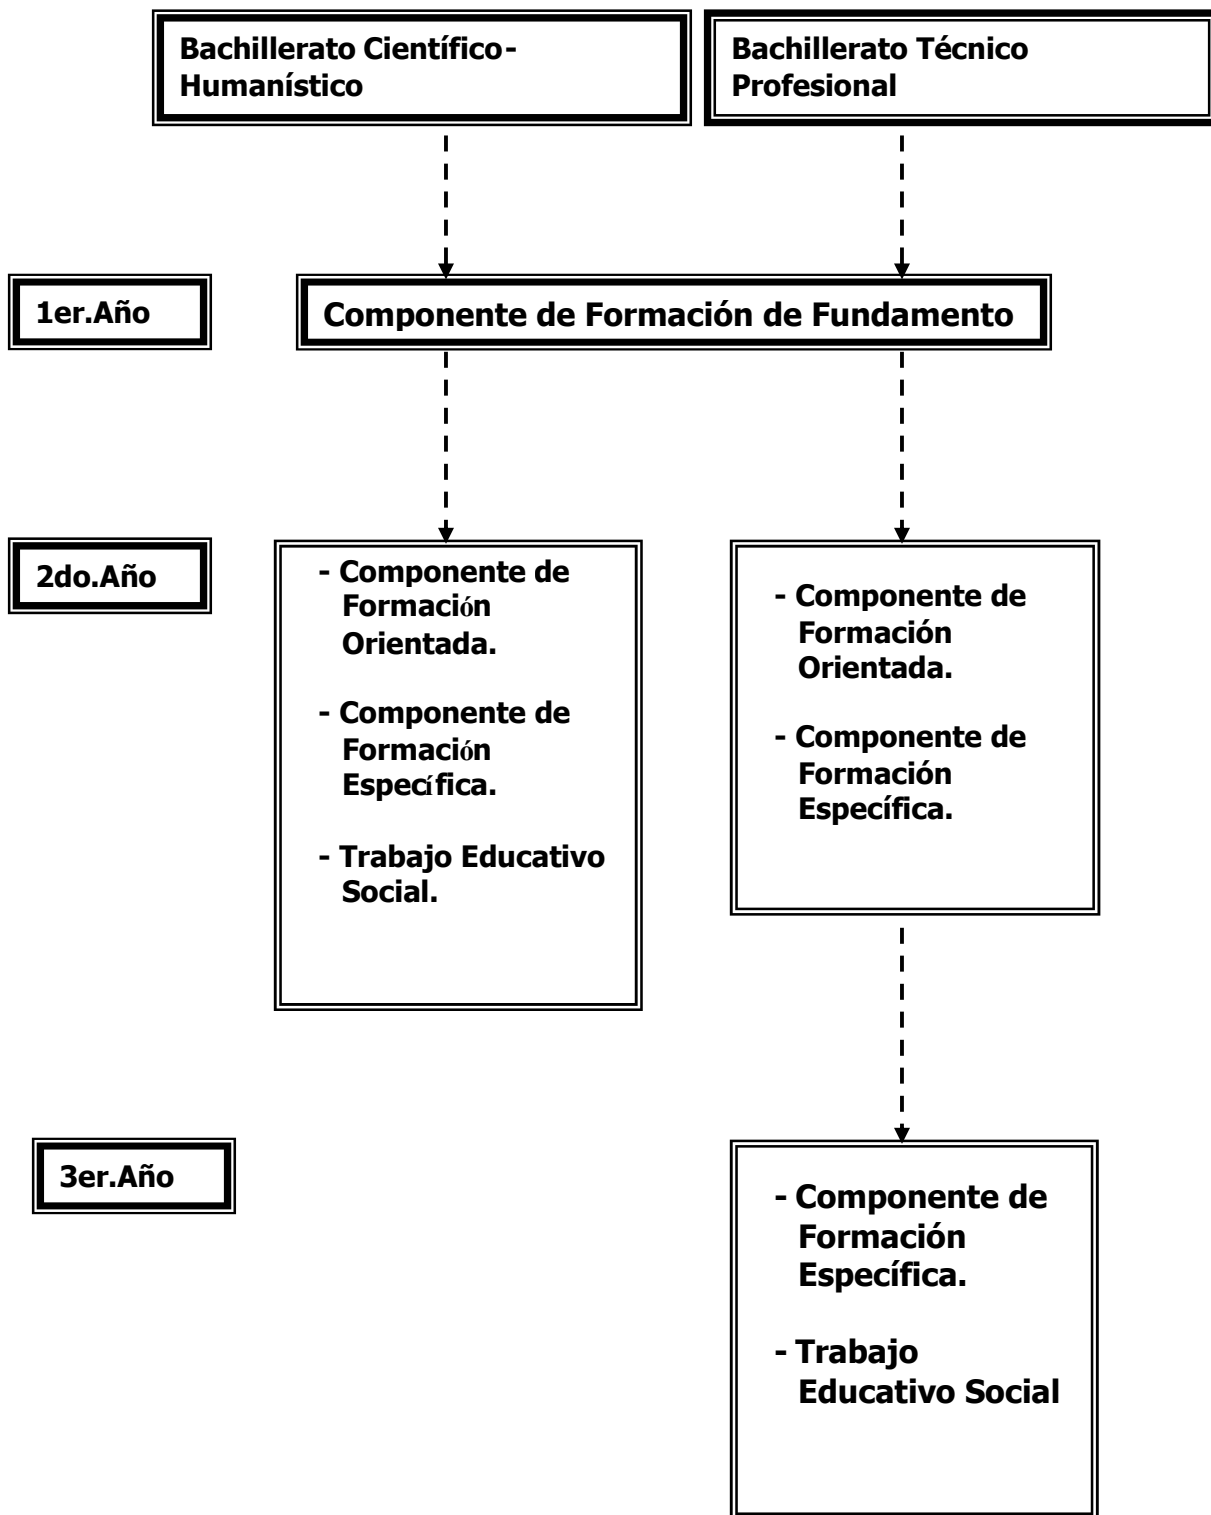 Bachillerato Científico-
Humanístico
Bachillerato Técnico
Profesional
1er.Año
Componente de Formación de Fundamento
2do.Año
- Componente de
Formación
Orientada.
- Componente de
Formación
Específica.
- Trabajo Educativo
Social.
- Componente de
Formación
Orientada.
- Componente de
Formación
Específica.
3er.Año
- Componente de
Formación
Específica.
- Trabajo
Educativo Social